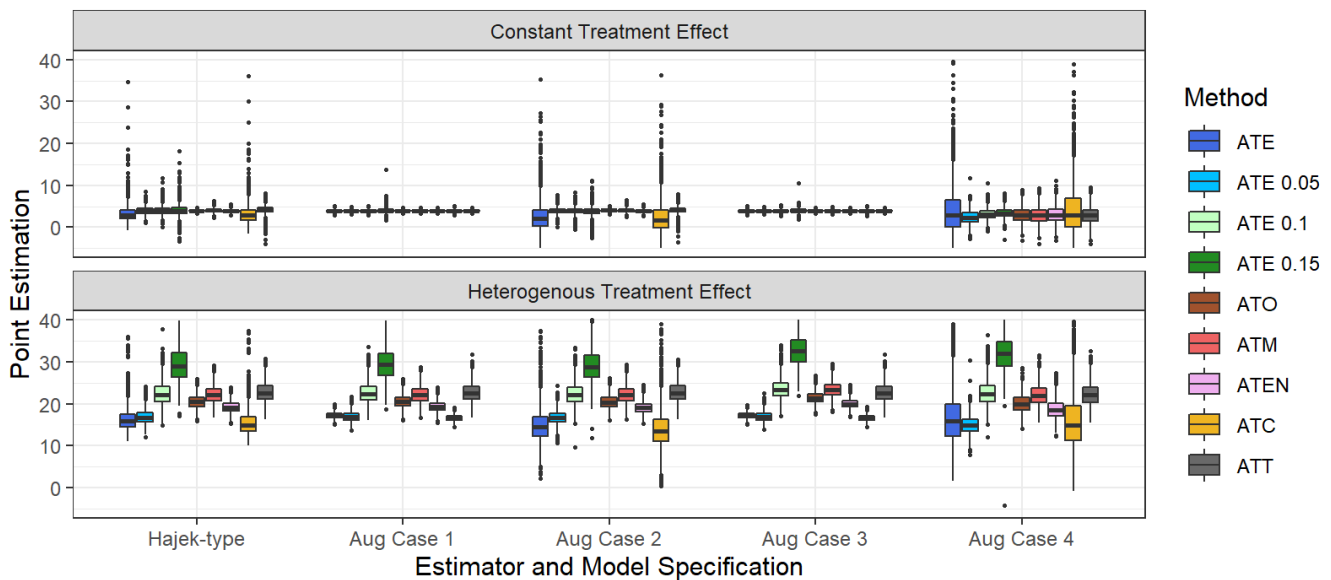 Constant Treatment Effect
40
30
20
10
0
Heterogenous Treatment Effect
40
30
20
10
0
Point Estimation
Hajek-type
Aug Case 1
Aug Case 2
Aug Case 3
Aug Case 4
Estimator and Model Specification
Method
ATE
ATE 0.05
ATE 0.1
ATE 0.15
ATO
ATM
ATEN
ATC
ATT